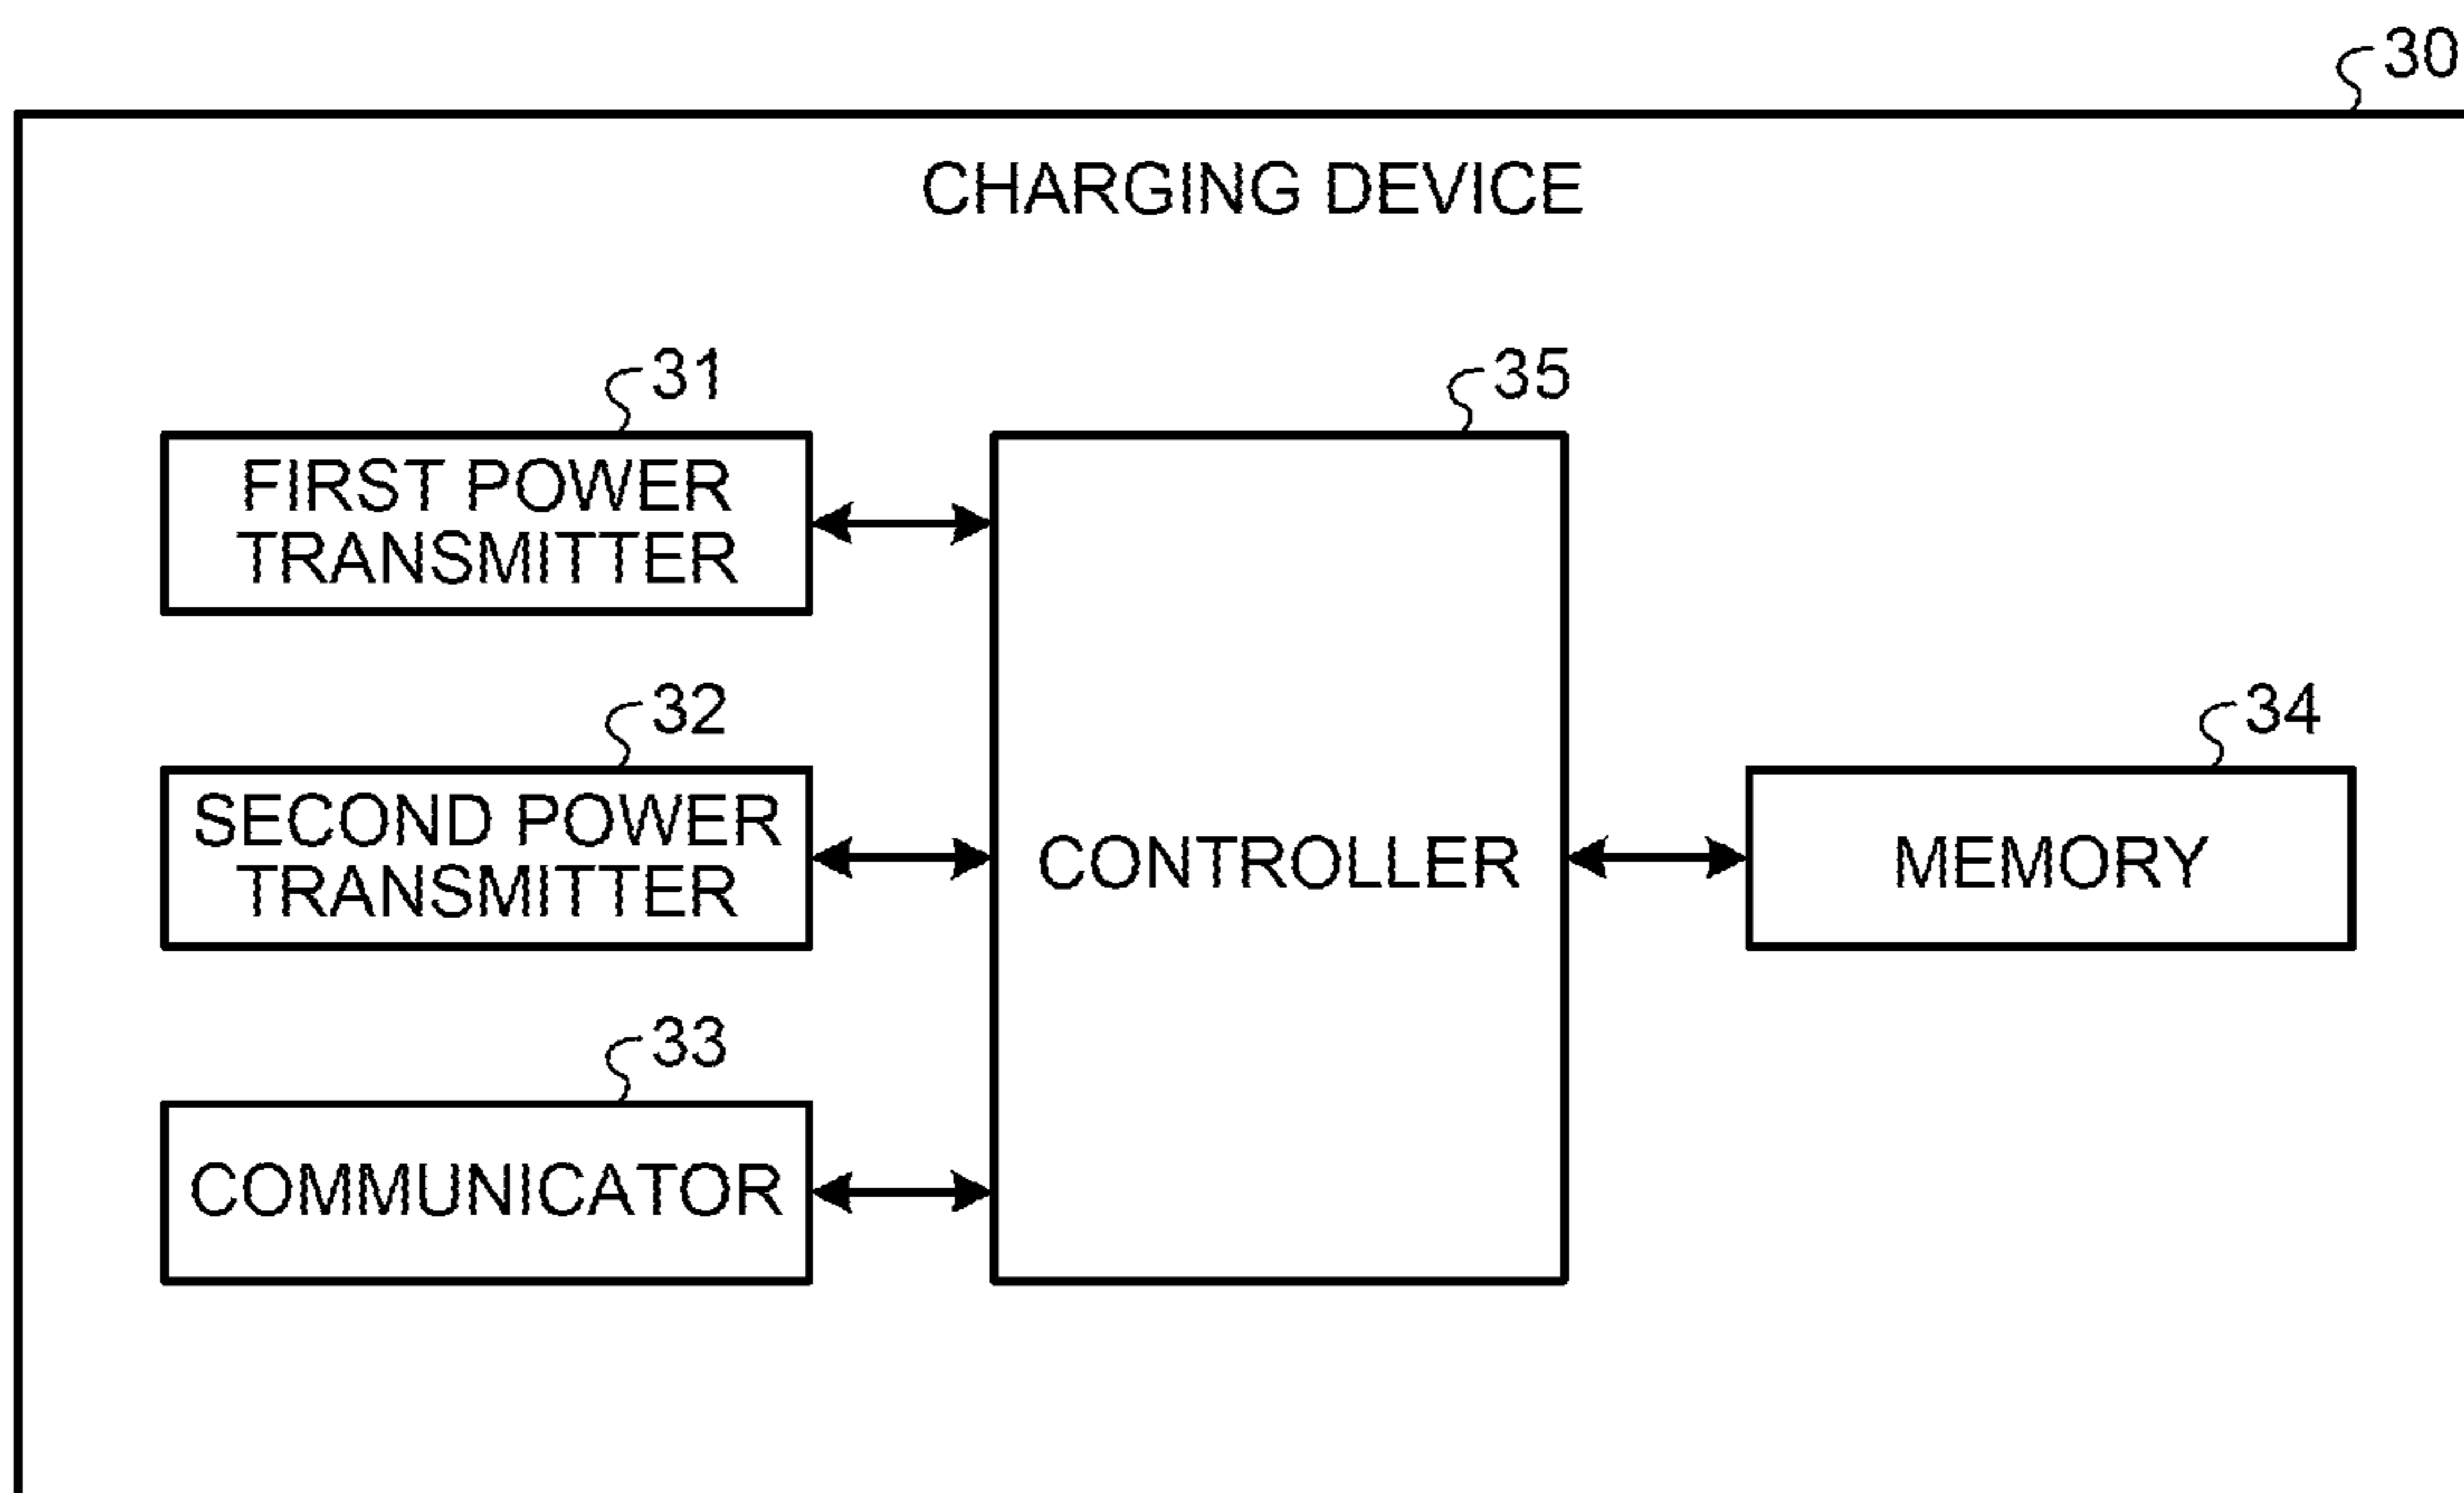 30
CHARGING DEVICE
31
35
FIRST POWER
TRANSMITTER
32
34
SECOND POWER
TRANSMITTER
CONTROLLER
MEMORY
33
COMMUNICATOR